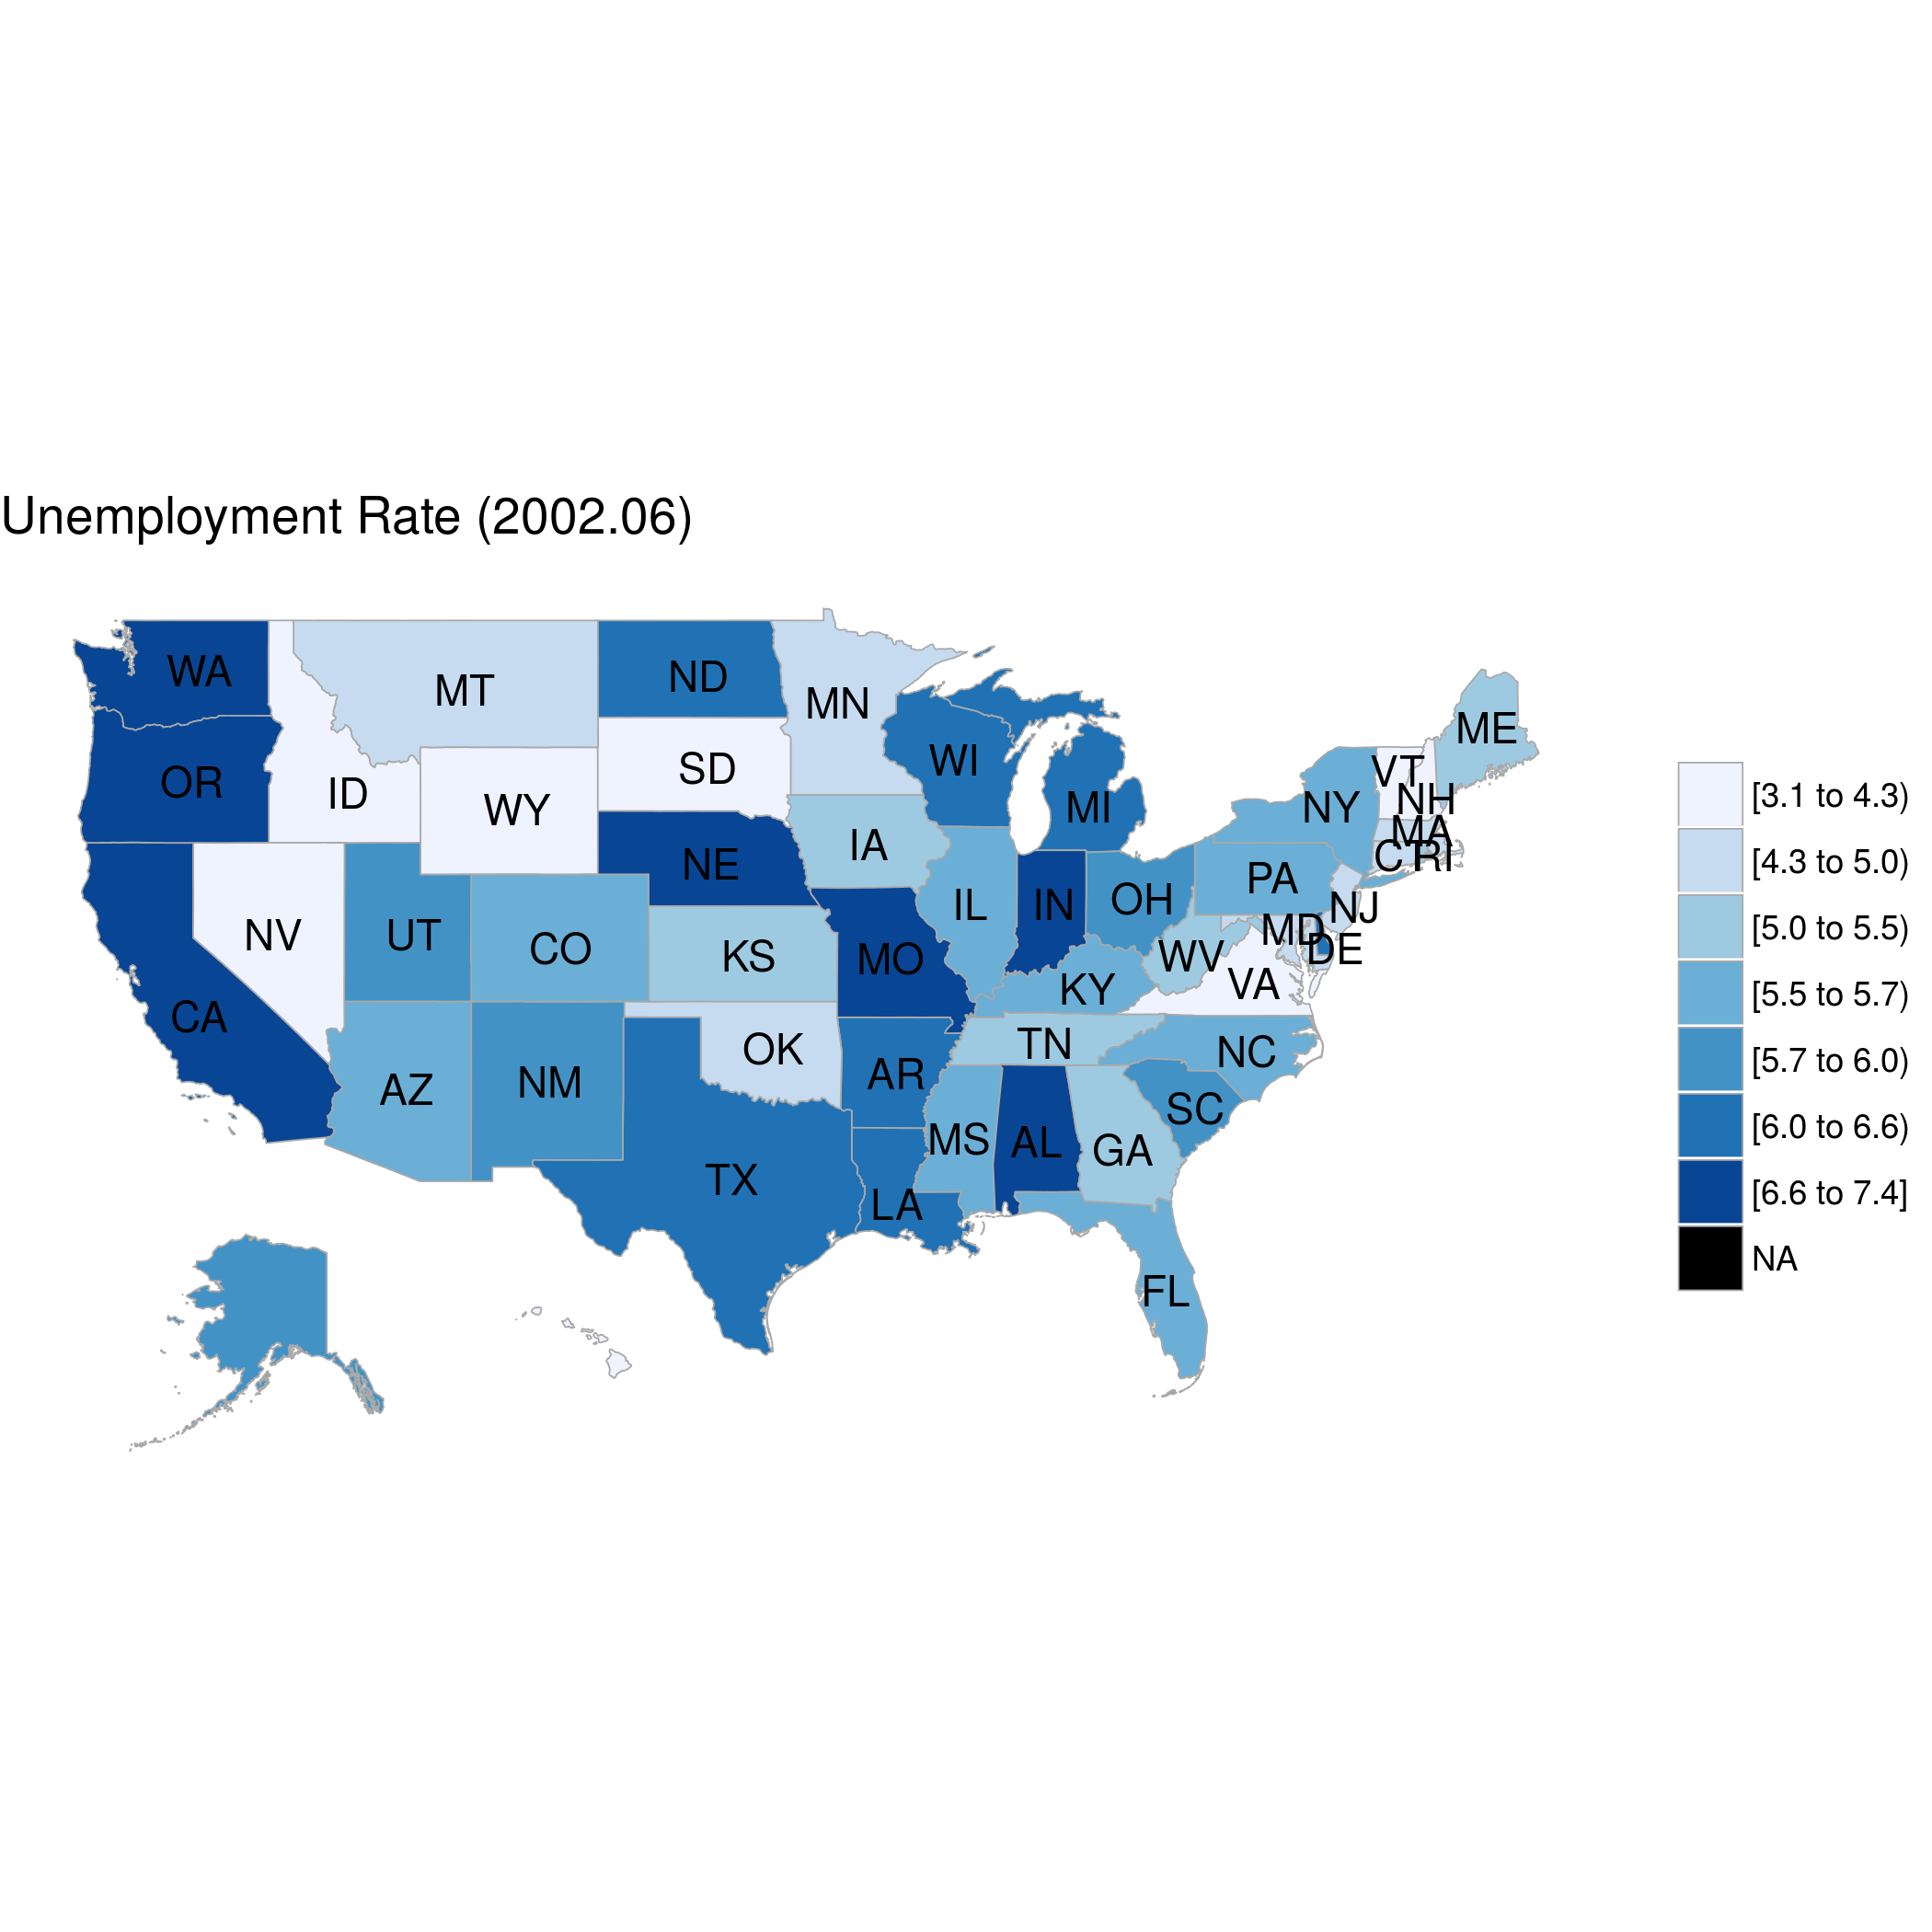 Unemployment Rate (2002.06)
WA
MT
ND
MN
ME
OR
ID
WY
SD
WI
MI
VT
NH
NY
MA
NE
IA
CT
RI
PA
NV
UT
CO
KS
MO
IL
IN
OH
NJ
MD
DE
WV
VA
KY
CA
AZ
NM
OK
AR
TN
NC
SC
MS
AL
GA
TX
LA
FL
[3.1 to 4.3)
[4.3 to 5.0)
[5.0 to 5.5)
[5.5 to 5.7)
[5.7 to 6.0)
[6.0 to 6.6)
[6.6 to 7.4]
NA